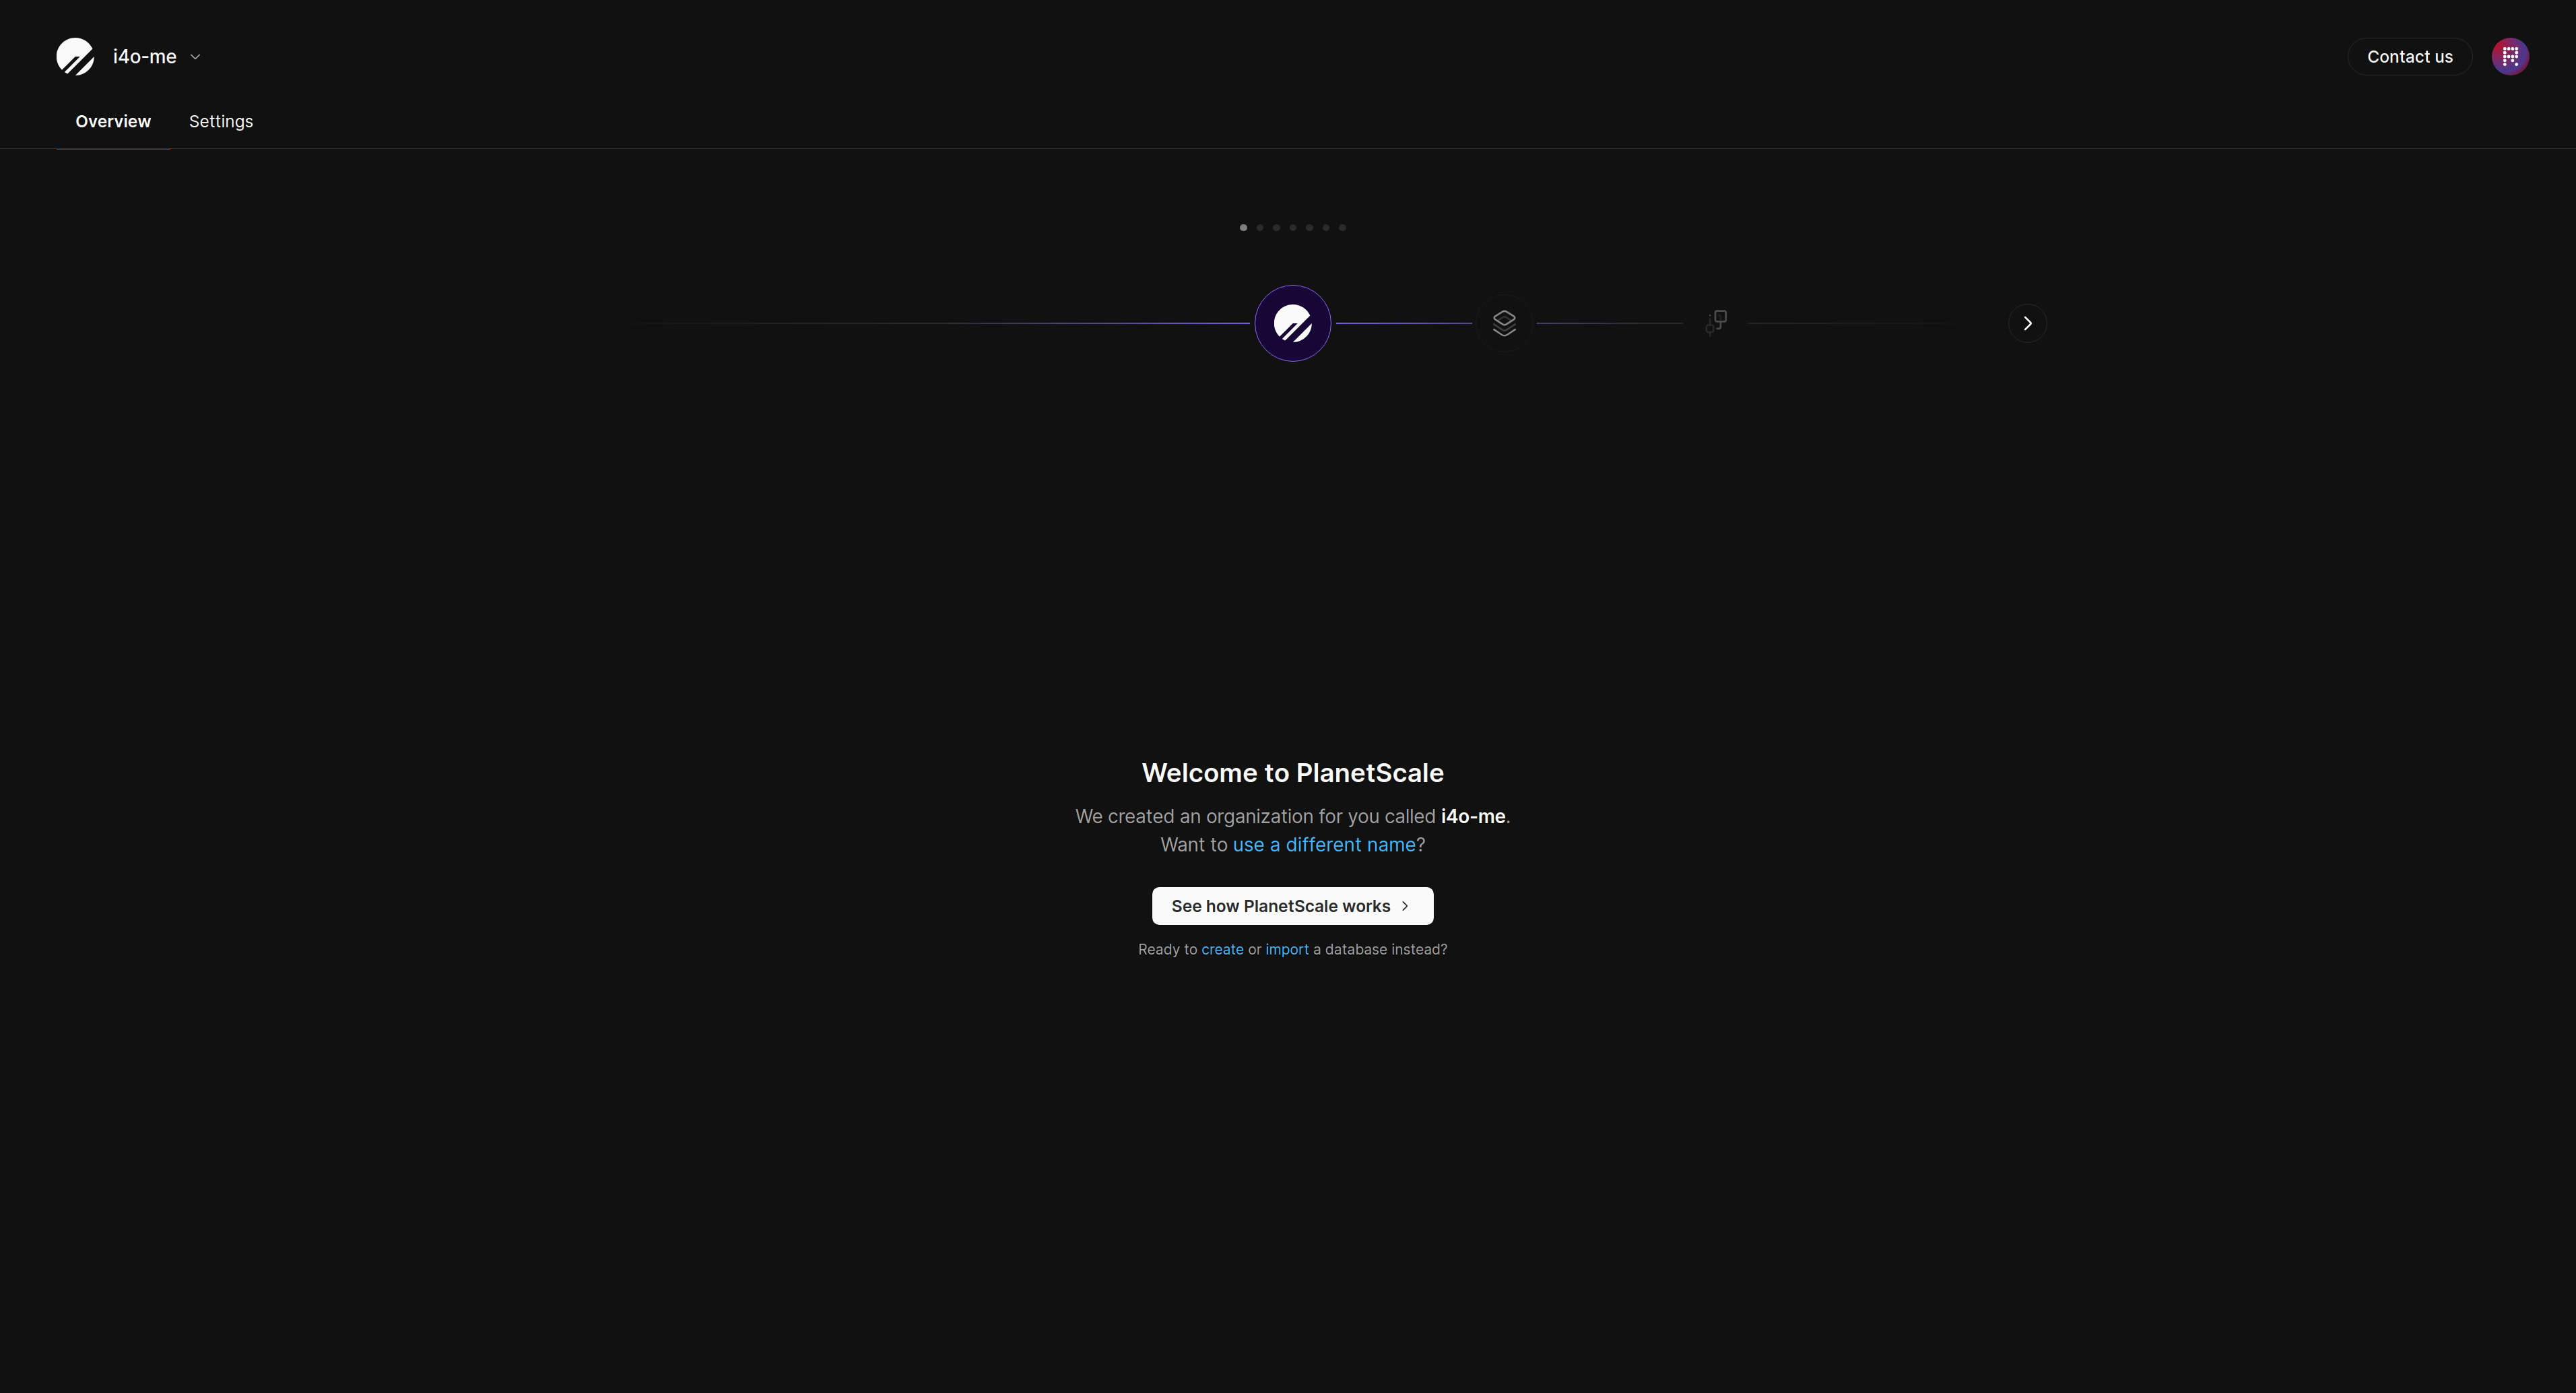 i4o-me
Contact us
Overview
Settings
Welcome to PlanetScale
We created an organization for you called i4o-me.
Want to use a different name?
See how PlanetScale works
Ready to create or import a database instead?